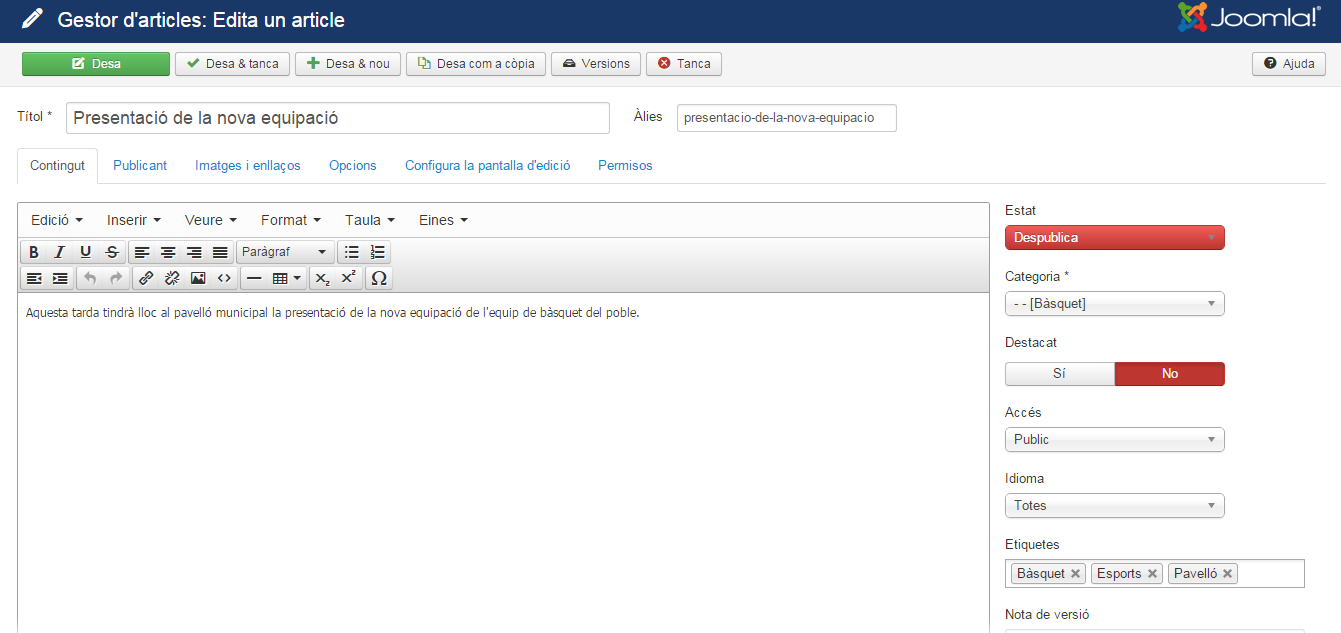 Gestor d'articles: Edita un article
Joomla!®
Desa Desa & tanca Desa & nou Desa com a còpia Versions Tanca Ajuda
Títol * Presentació de la nova equipació Àlies presentacio-de-la-nova-equipacio
Contingut Publicant Imatges i enllaços Opcions Configura la pantalla d'edició Permisos
Edició Inserir Veure Format Taula Eines
B I U S Paràgraf
X₂ X² Ω
Aquesta tarda tindrà lloc al pavelló municipal la presentació de la nova equipació de l'equip de bàsquet del poble.
Estat
Despublica
Categoria *
- - [Bàsquet]
Destacat
Sí No
Accés
Public
Idioma
Totes
Etiquetes
Bàsquet Esports Pavelló
Nota de versió